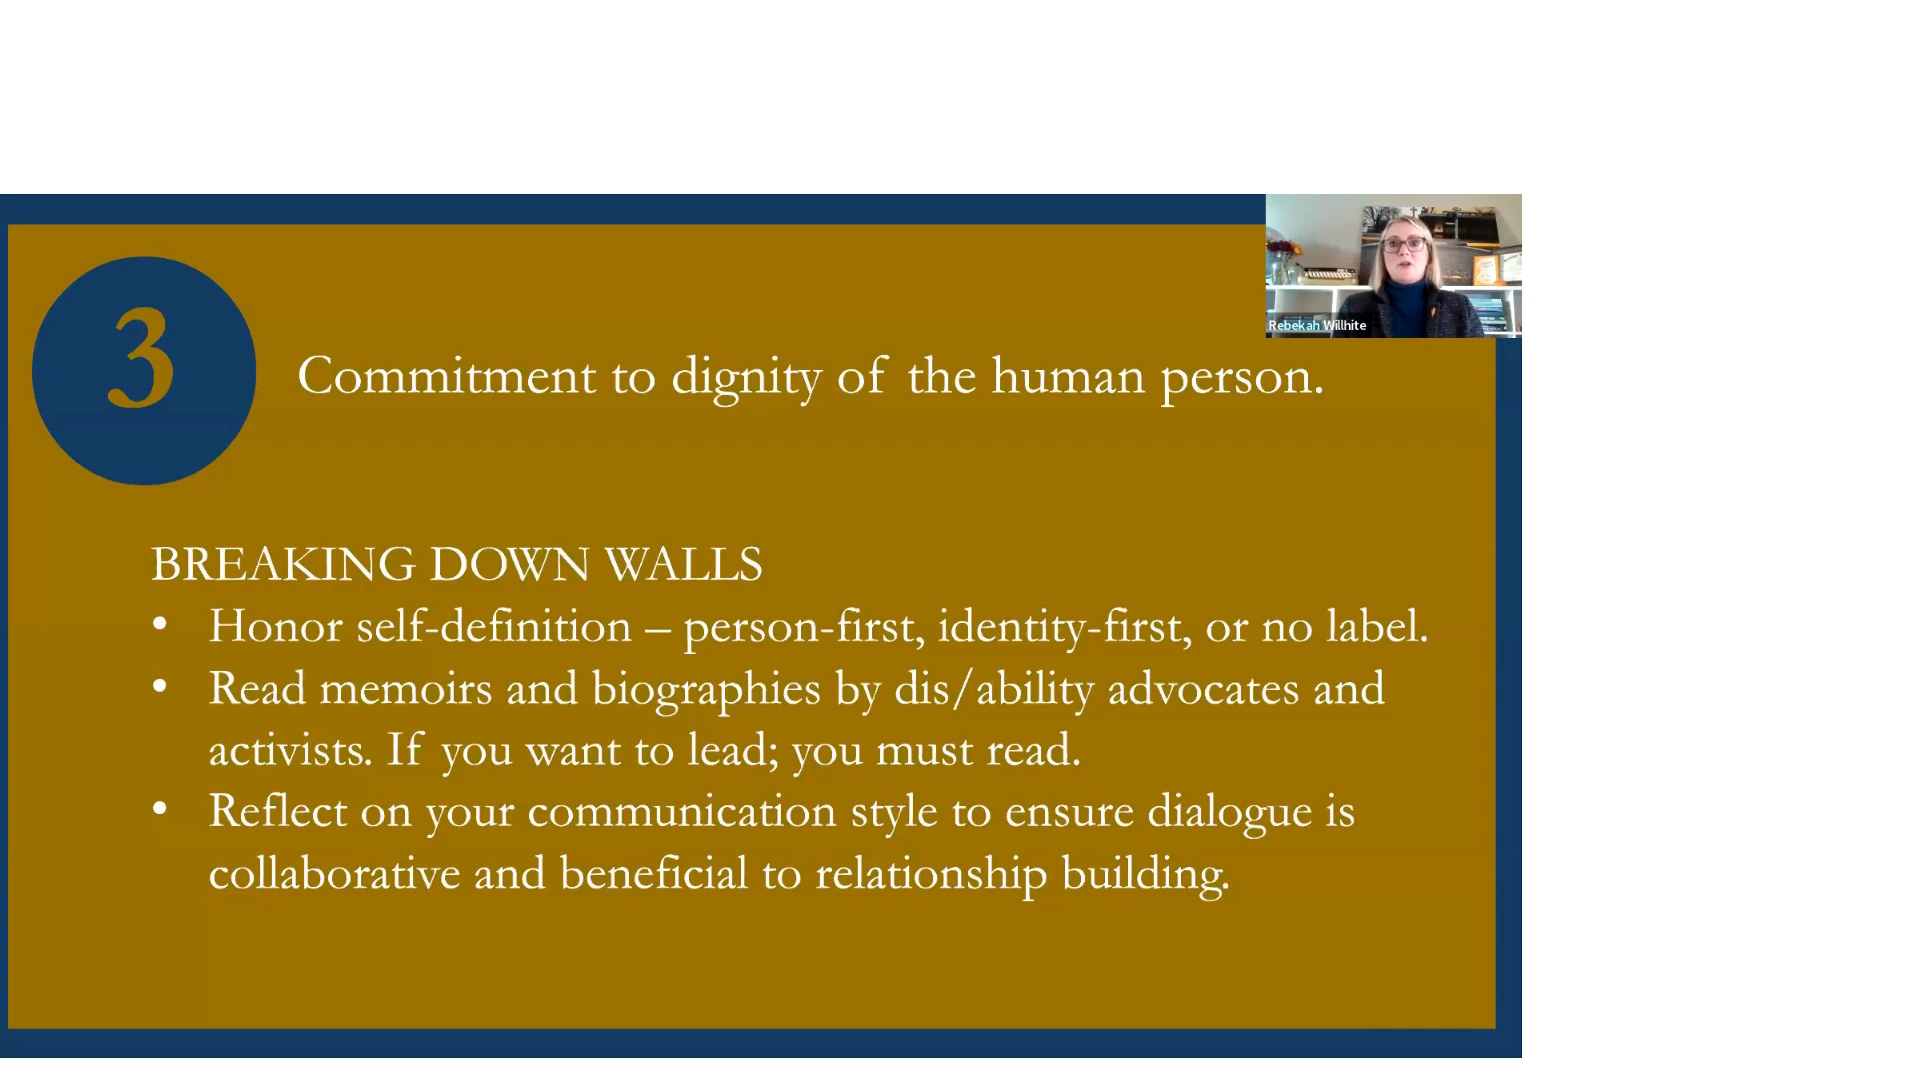 3
Commitment to dignity of the human person.
Rebekah Willhite
BREAKING DOWN WALLS
• Honor self-definition – person-first, identity-first, or no label.
• Read memoirs and biographies by dis/ability advocates and
activists. If you want to lead; you must read.
• Reflect on your communication style to ensure dialogue is
collaborative and beneficial to relationship building.